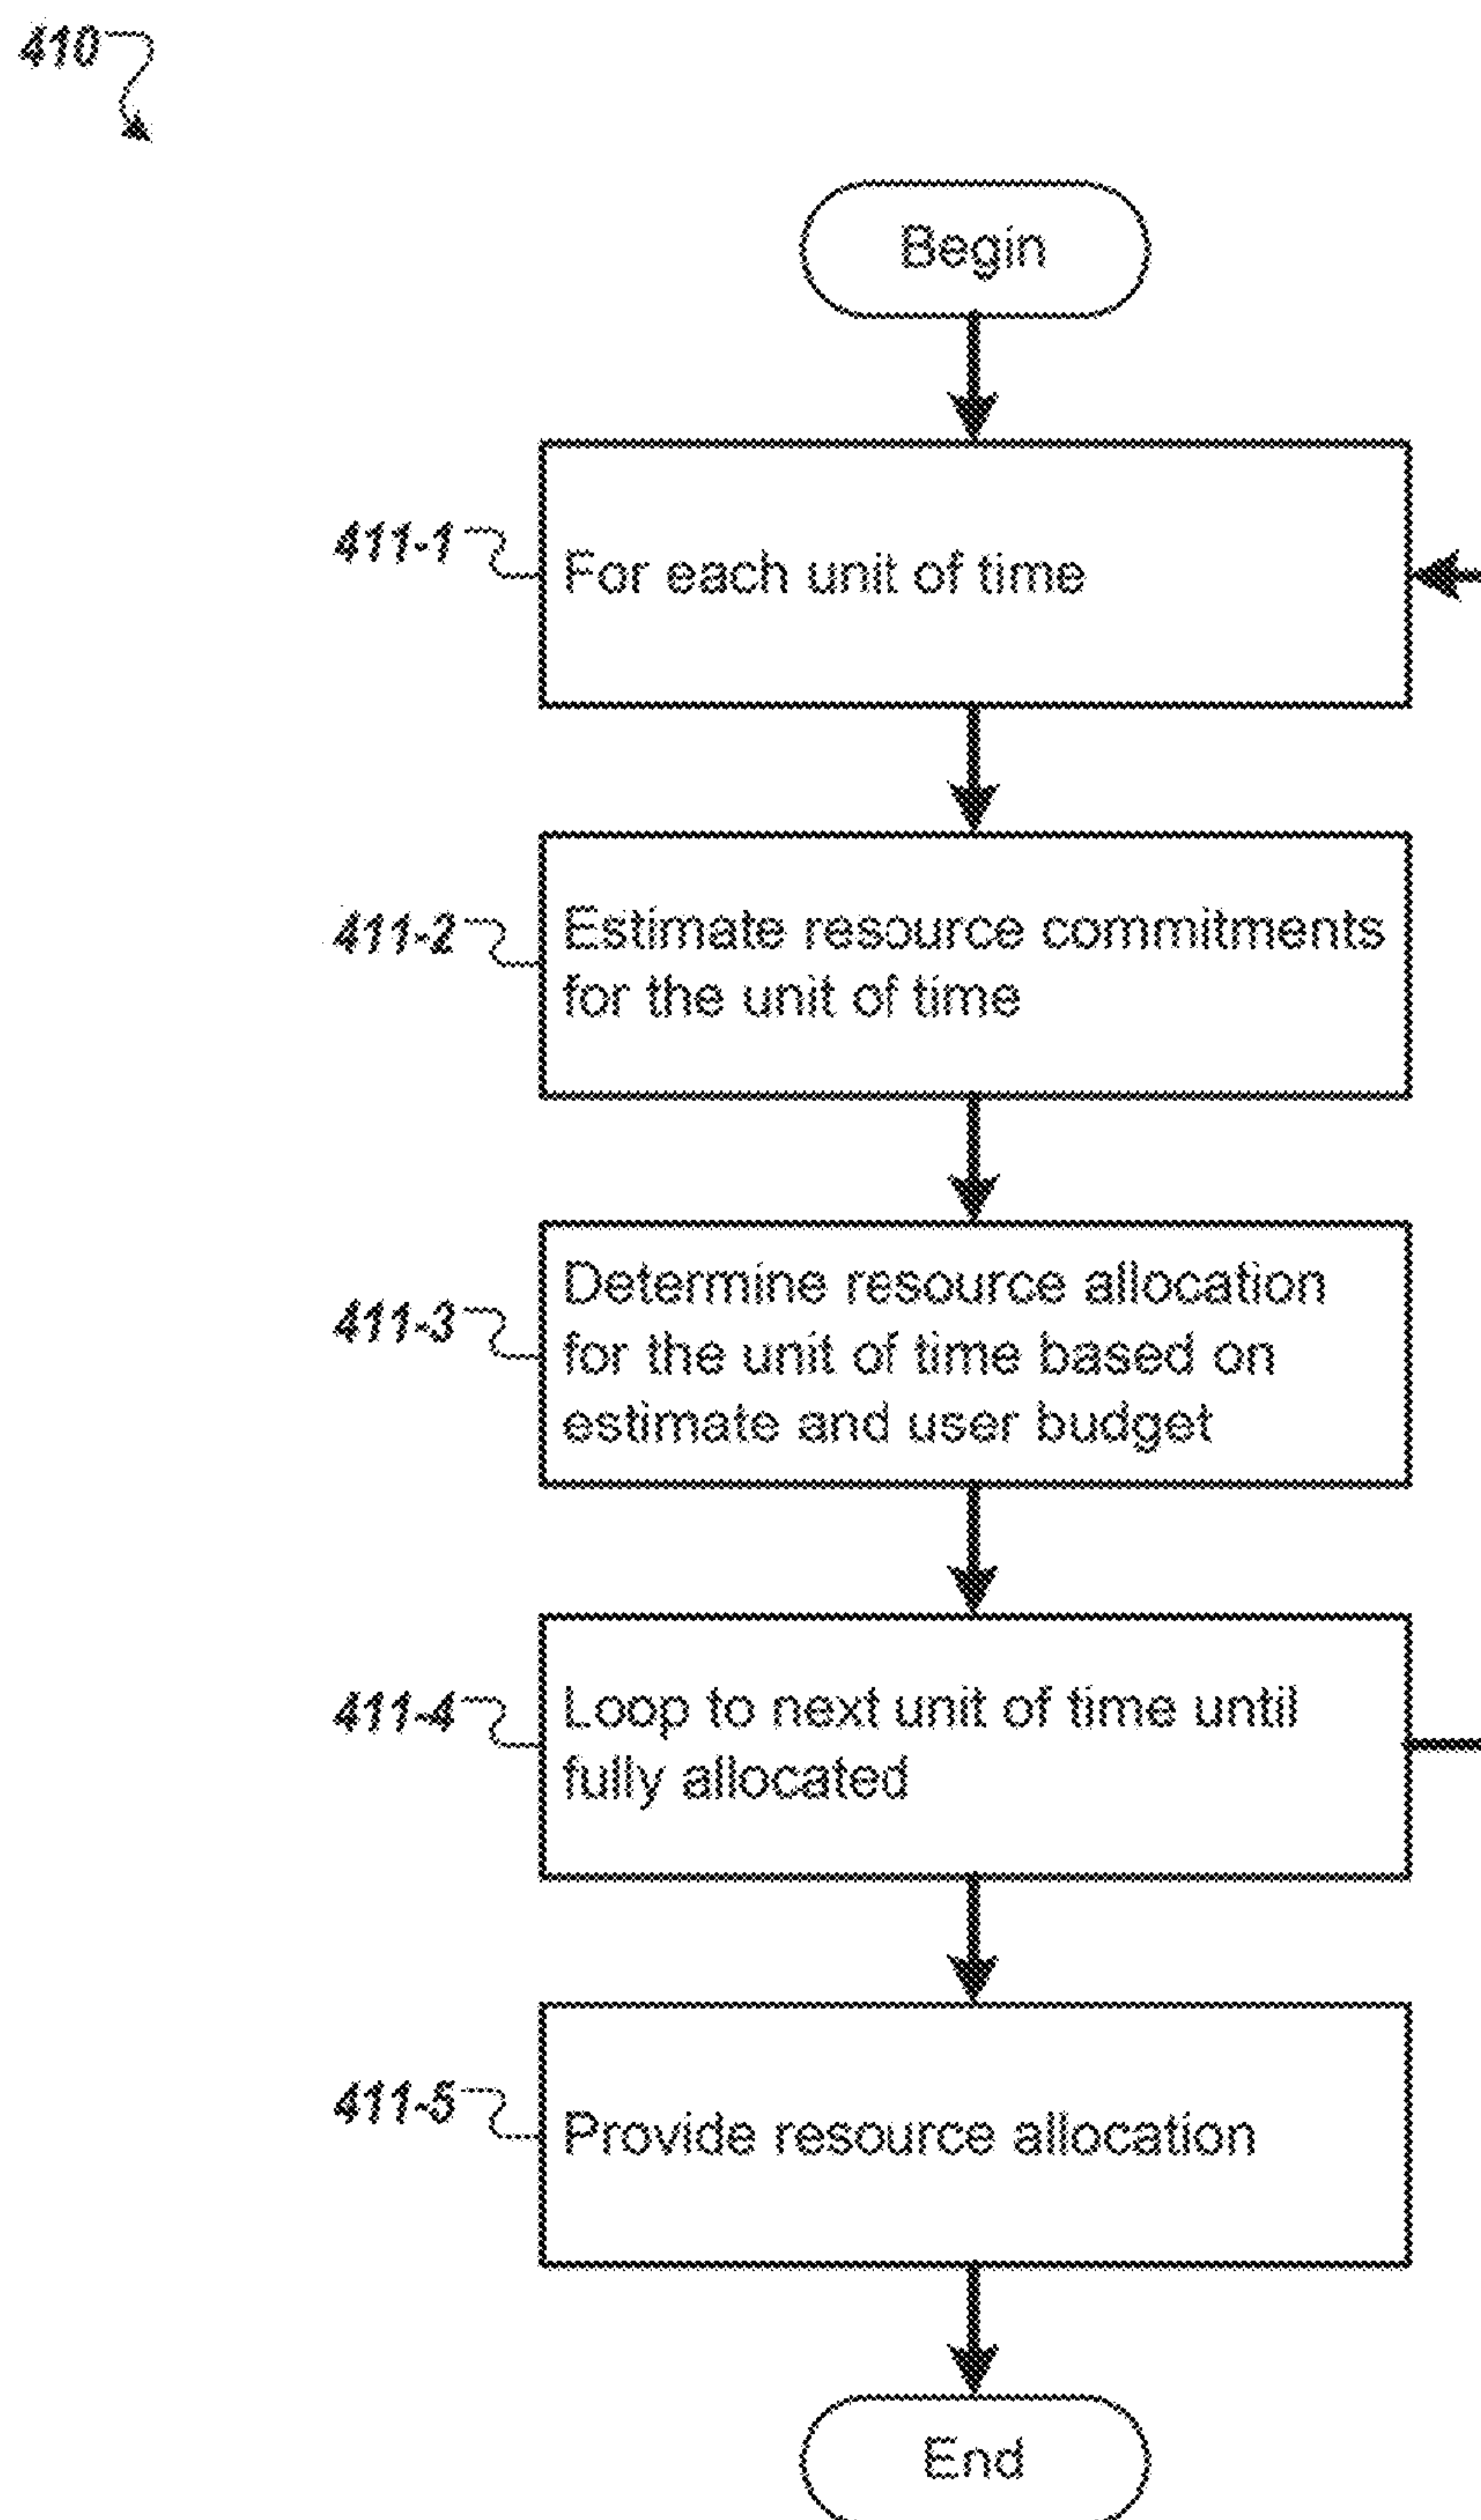 410
Begin
411-1
For each unit of time
411-2
Estimate resource commitments
for the unit of time
411-3
Determine resource allocation
for the unit of time based on
estimate and user budget
411-4
Loop to next unit of time until
fully allocated
411-5
Provide resource allocation
End